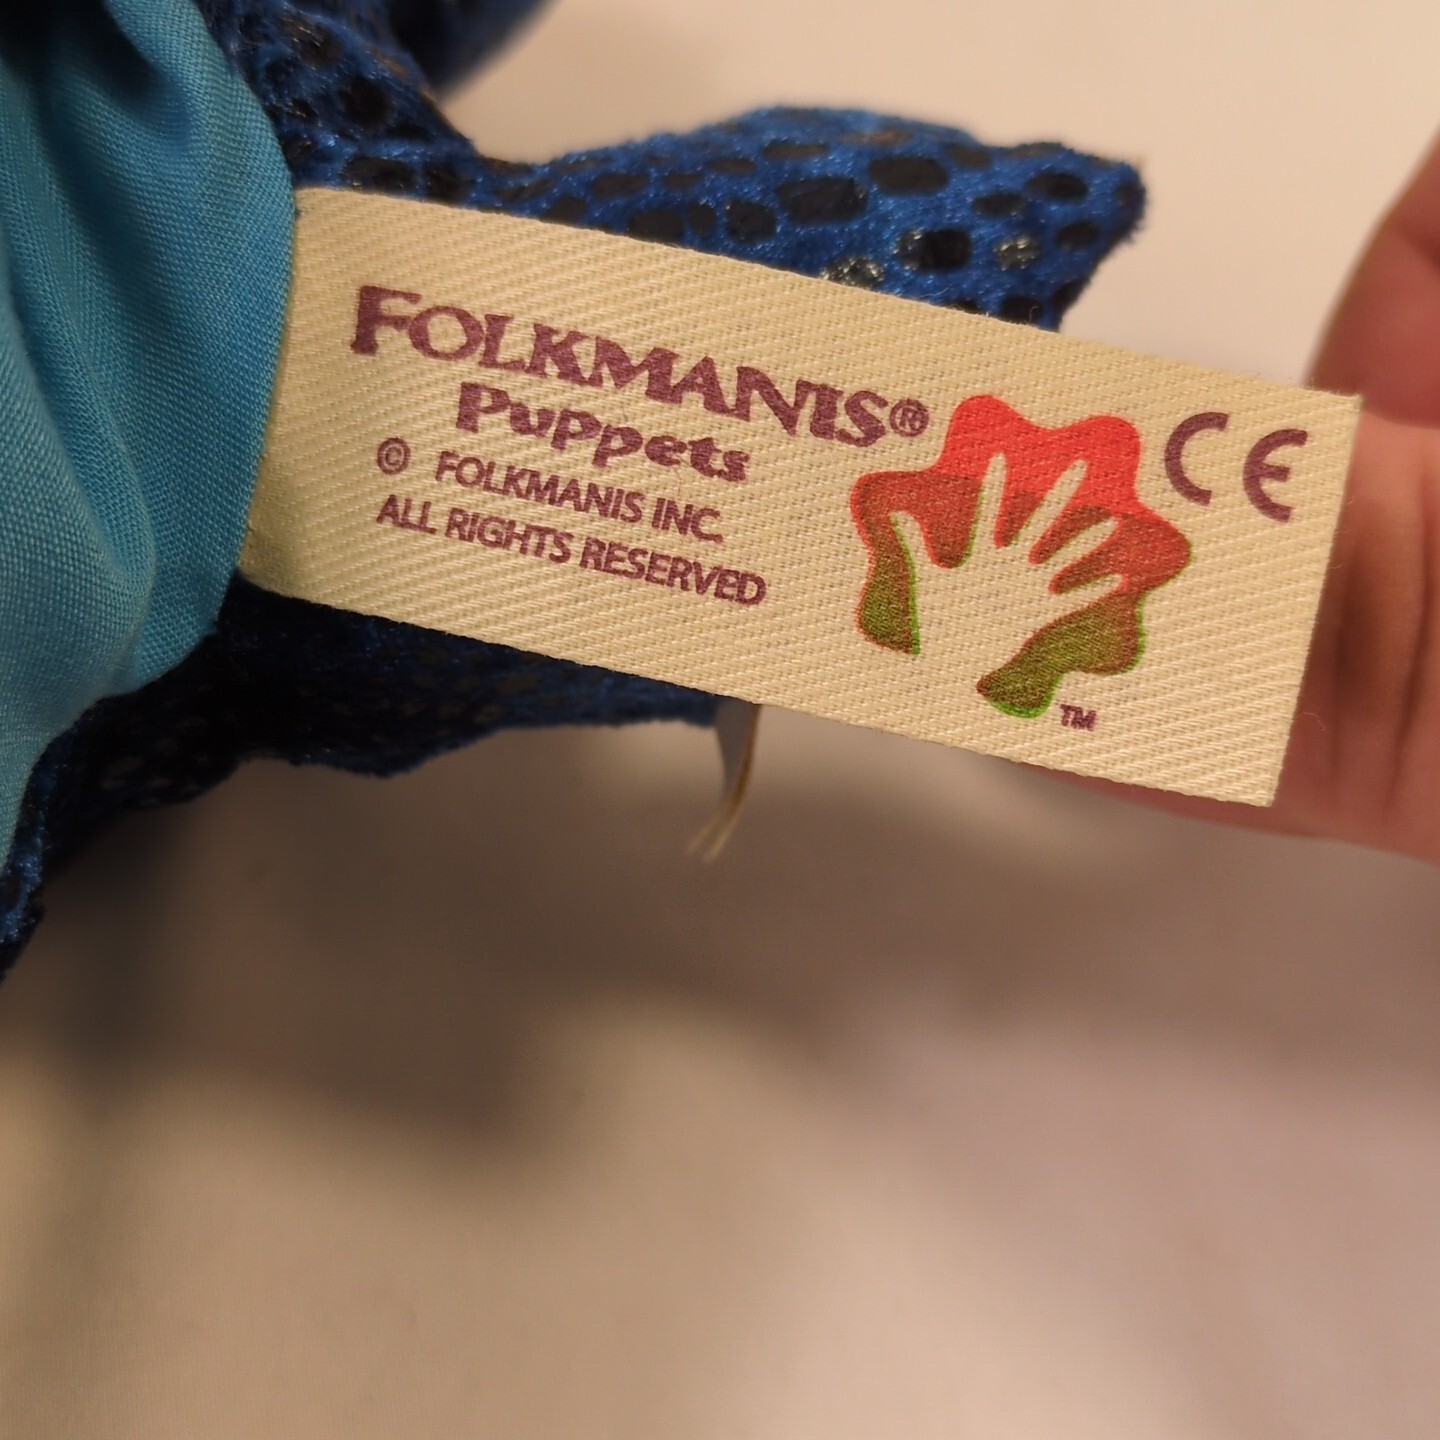 FOLKMANIS®
Puppets
© FOLKMANIS INC.
ALL RIGHTS RESERVED
CE
TM